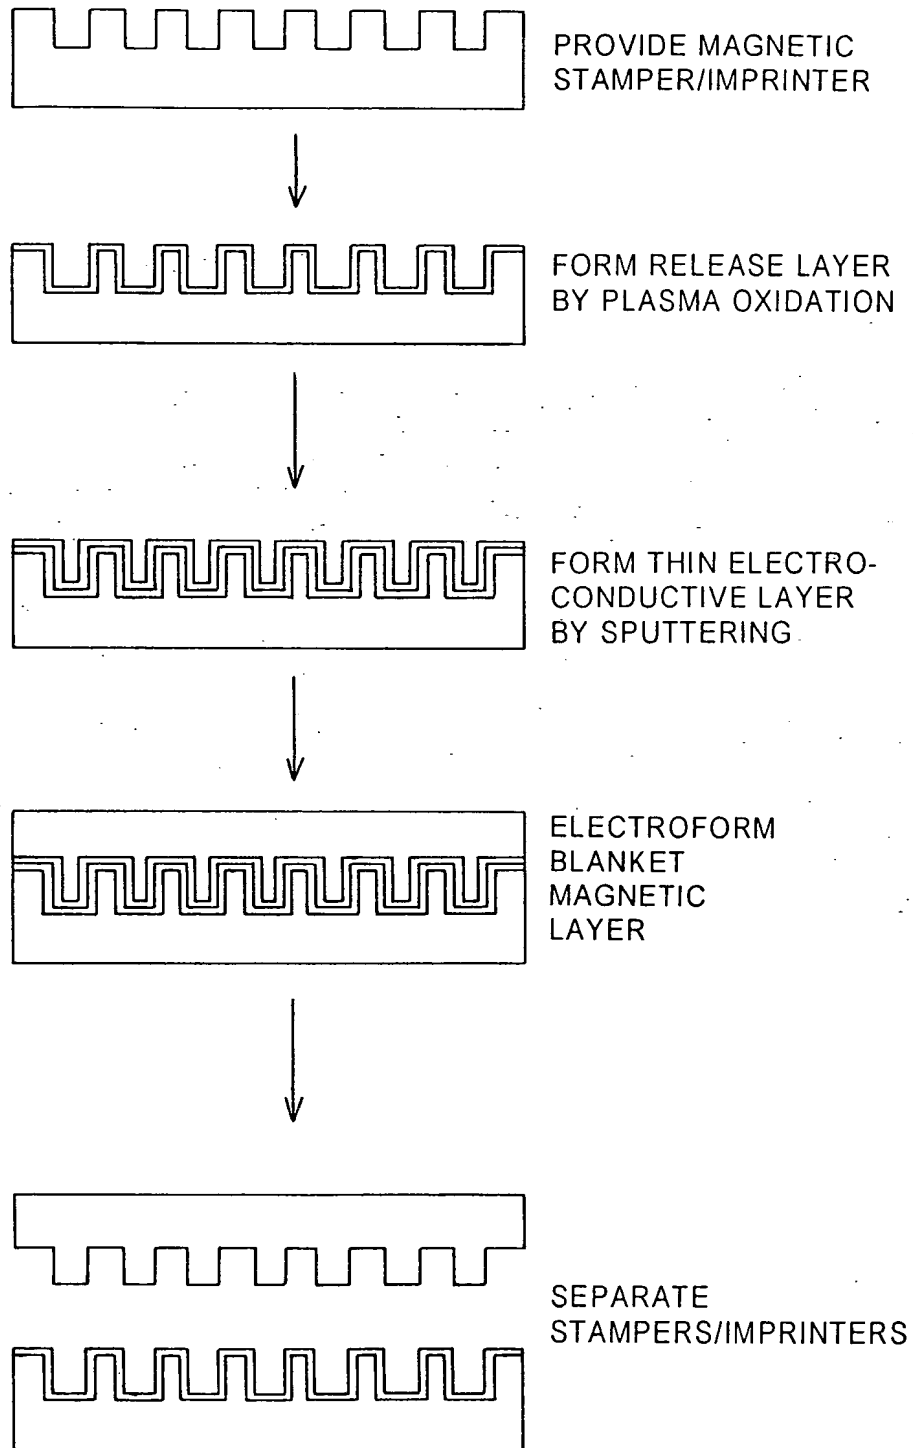 PROVIDE MAGNETIC
STAMPER/IMPRINTER
FORM RELEASE LAYER
BY PLASMA OXIDATION
FORM THIN ELECTRO-
CONDUCTIVE LAYER
BY SPUTTERING
ELECTROFORM
BLANKET
MAGNETIC
LAYER
SEPARATE
STAMPERS/IMPRINTERS